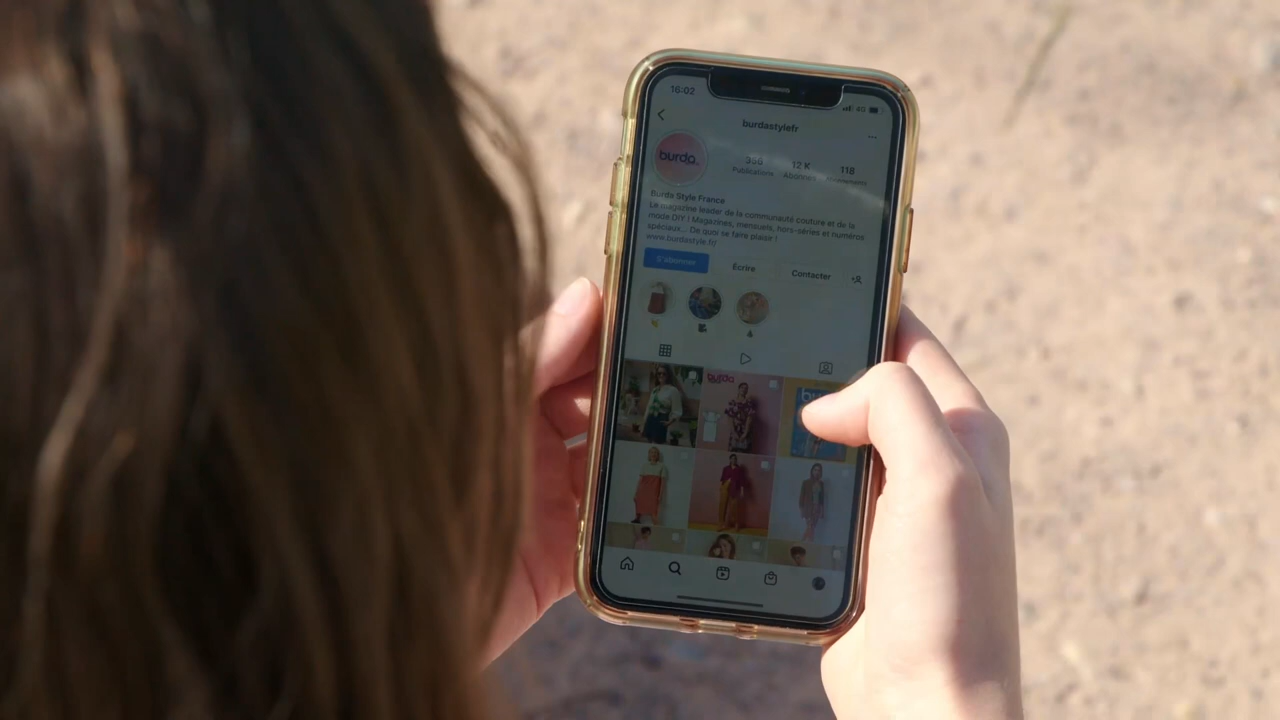 16:02
4G
burdastylefr
burda
12 K
118
Publications
Abonnés
Burda Style France
Le magazine leader de la communauté couture et de la
mode DIY ! Magazines, mensuels, hors-séries et numéros
spéciaux... De quoi se faire plaisir !
www.burdastyle.fr/
S'abonner
Écrire
Contacter
burda